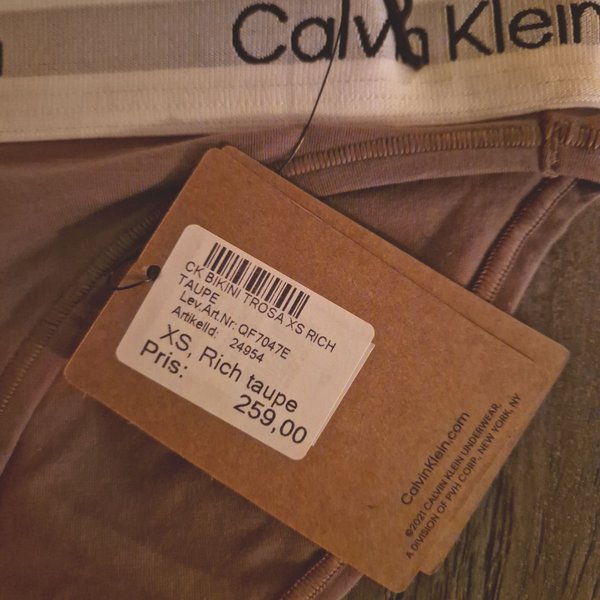 Calvin Klein
CK BIKINI TROSA XS RICH
TAUPE
Lev.Art.Nr: QF7047E
ArtikelId: 24954
XS, Rich taupe
Pris: 259,00
CalvinKlein.com
©2021 CALVIN KLEIN UNDERWEAR,
A DIVISION OF PVH CORP. NEW YORK, NY